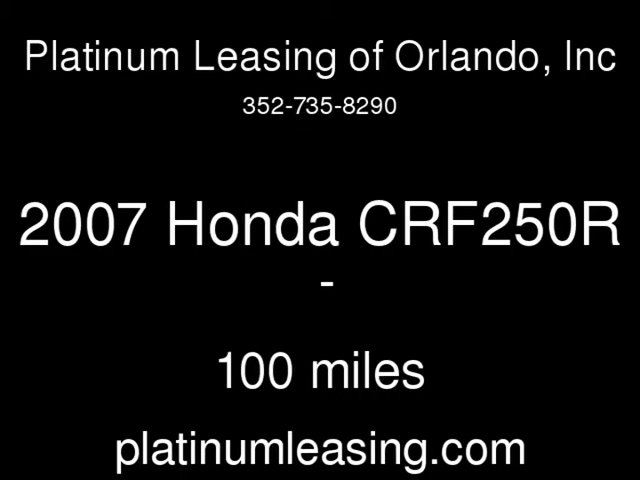 Platinum Leasing of Orlando, Inc
352-735-8290
2007 Honda CRF250R
-
100 miles
platinumleasing.com